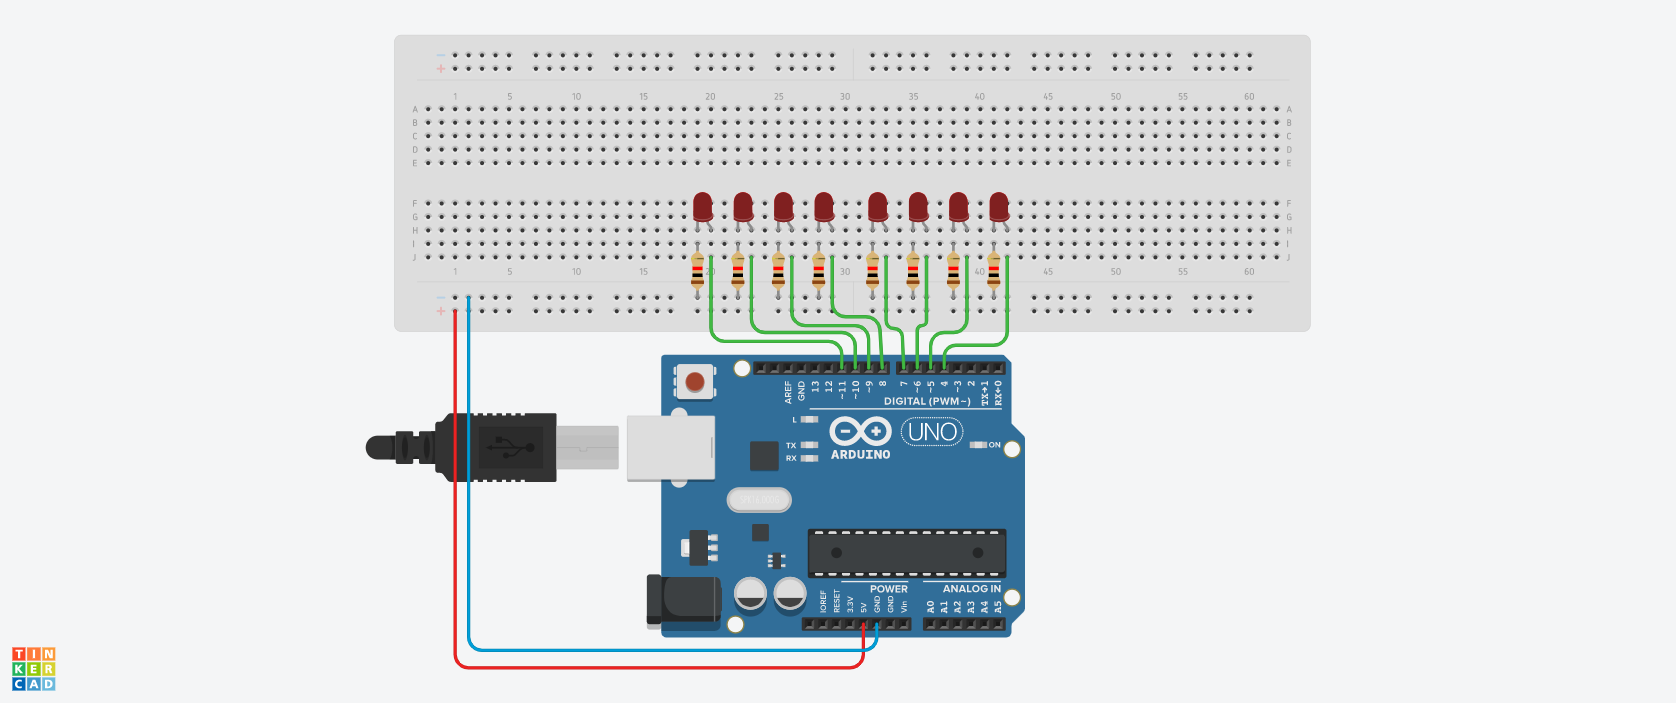 − −
+ +
1 5 10 15 20 25 30 35 40 45 50 55 60
A A
B B
C C
D D
E E
F F
G G
H H
I I
J J
1 5 10 15 20 30 35 40 45 50 55 60
−
+
AREF GND 13 12 ~11 ~10 ~9 8 7 ~6 ~5 4 ~3 2 TX→1 RX←0
DIGITAL (PWM~)
L
TX
RX
UNO
ON
ARDUINO
POWER ANALOG IN
IOREF RESET 3.3V 5V GND GND Vin A0 A1 A2 A3 A4 A5
TIN
KER
CAD